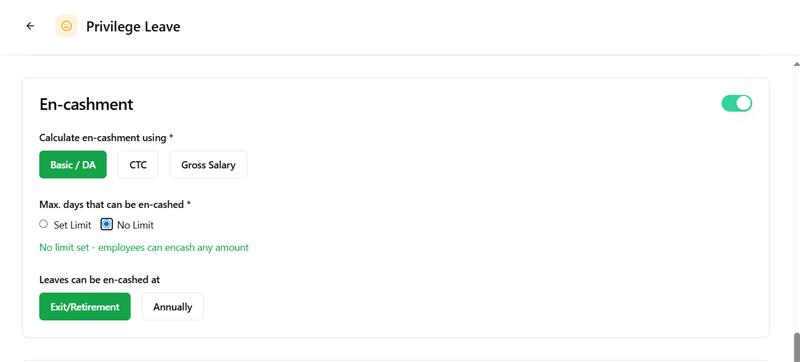 Privilege Leave
En-cashment
Calculate en-cashment using *
Basic / DA CTC Gross Salary
Max. days that can be en-cashed *
Set Limit No Limit
No limit set - employees can encash any amount
Leaves can be en-cashed at
Exit/Retirement Annually